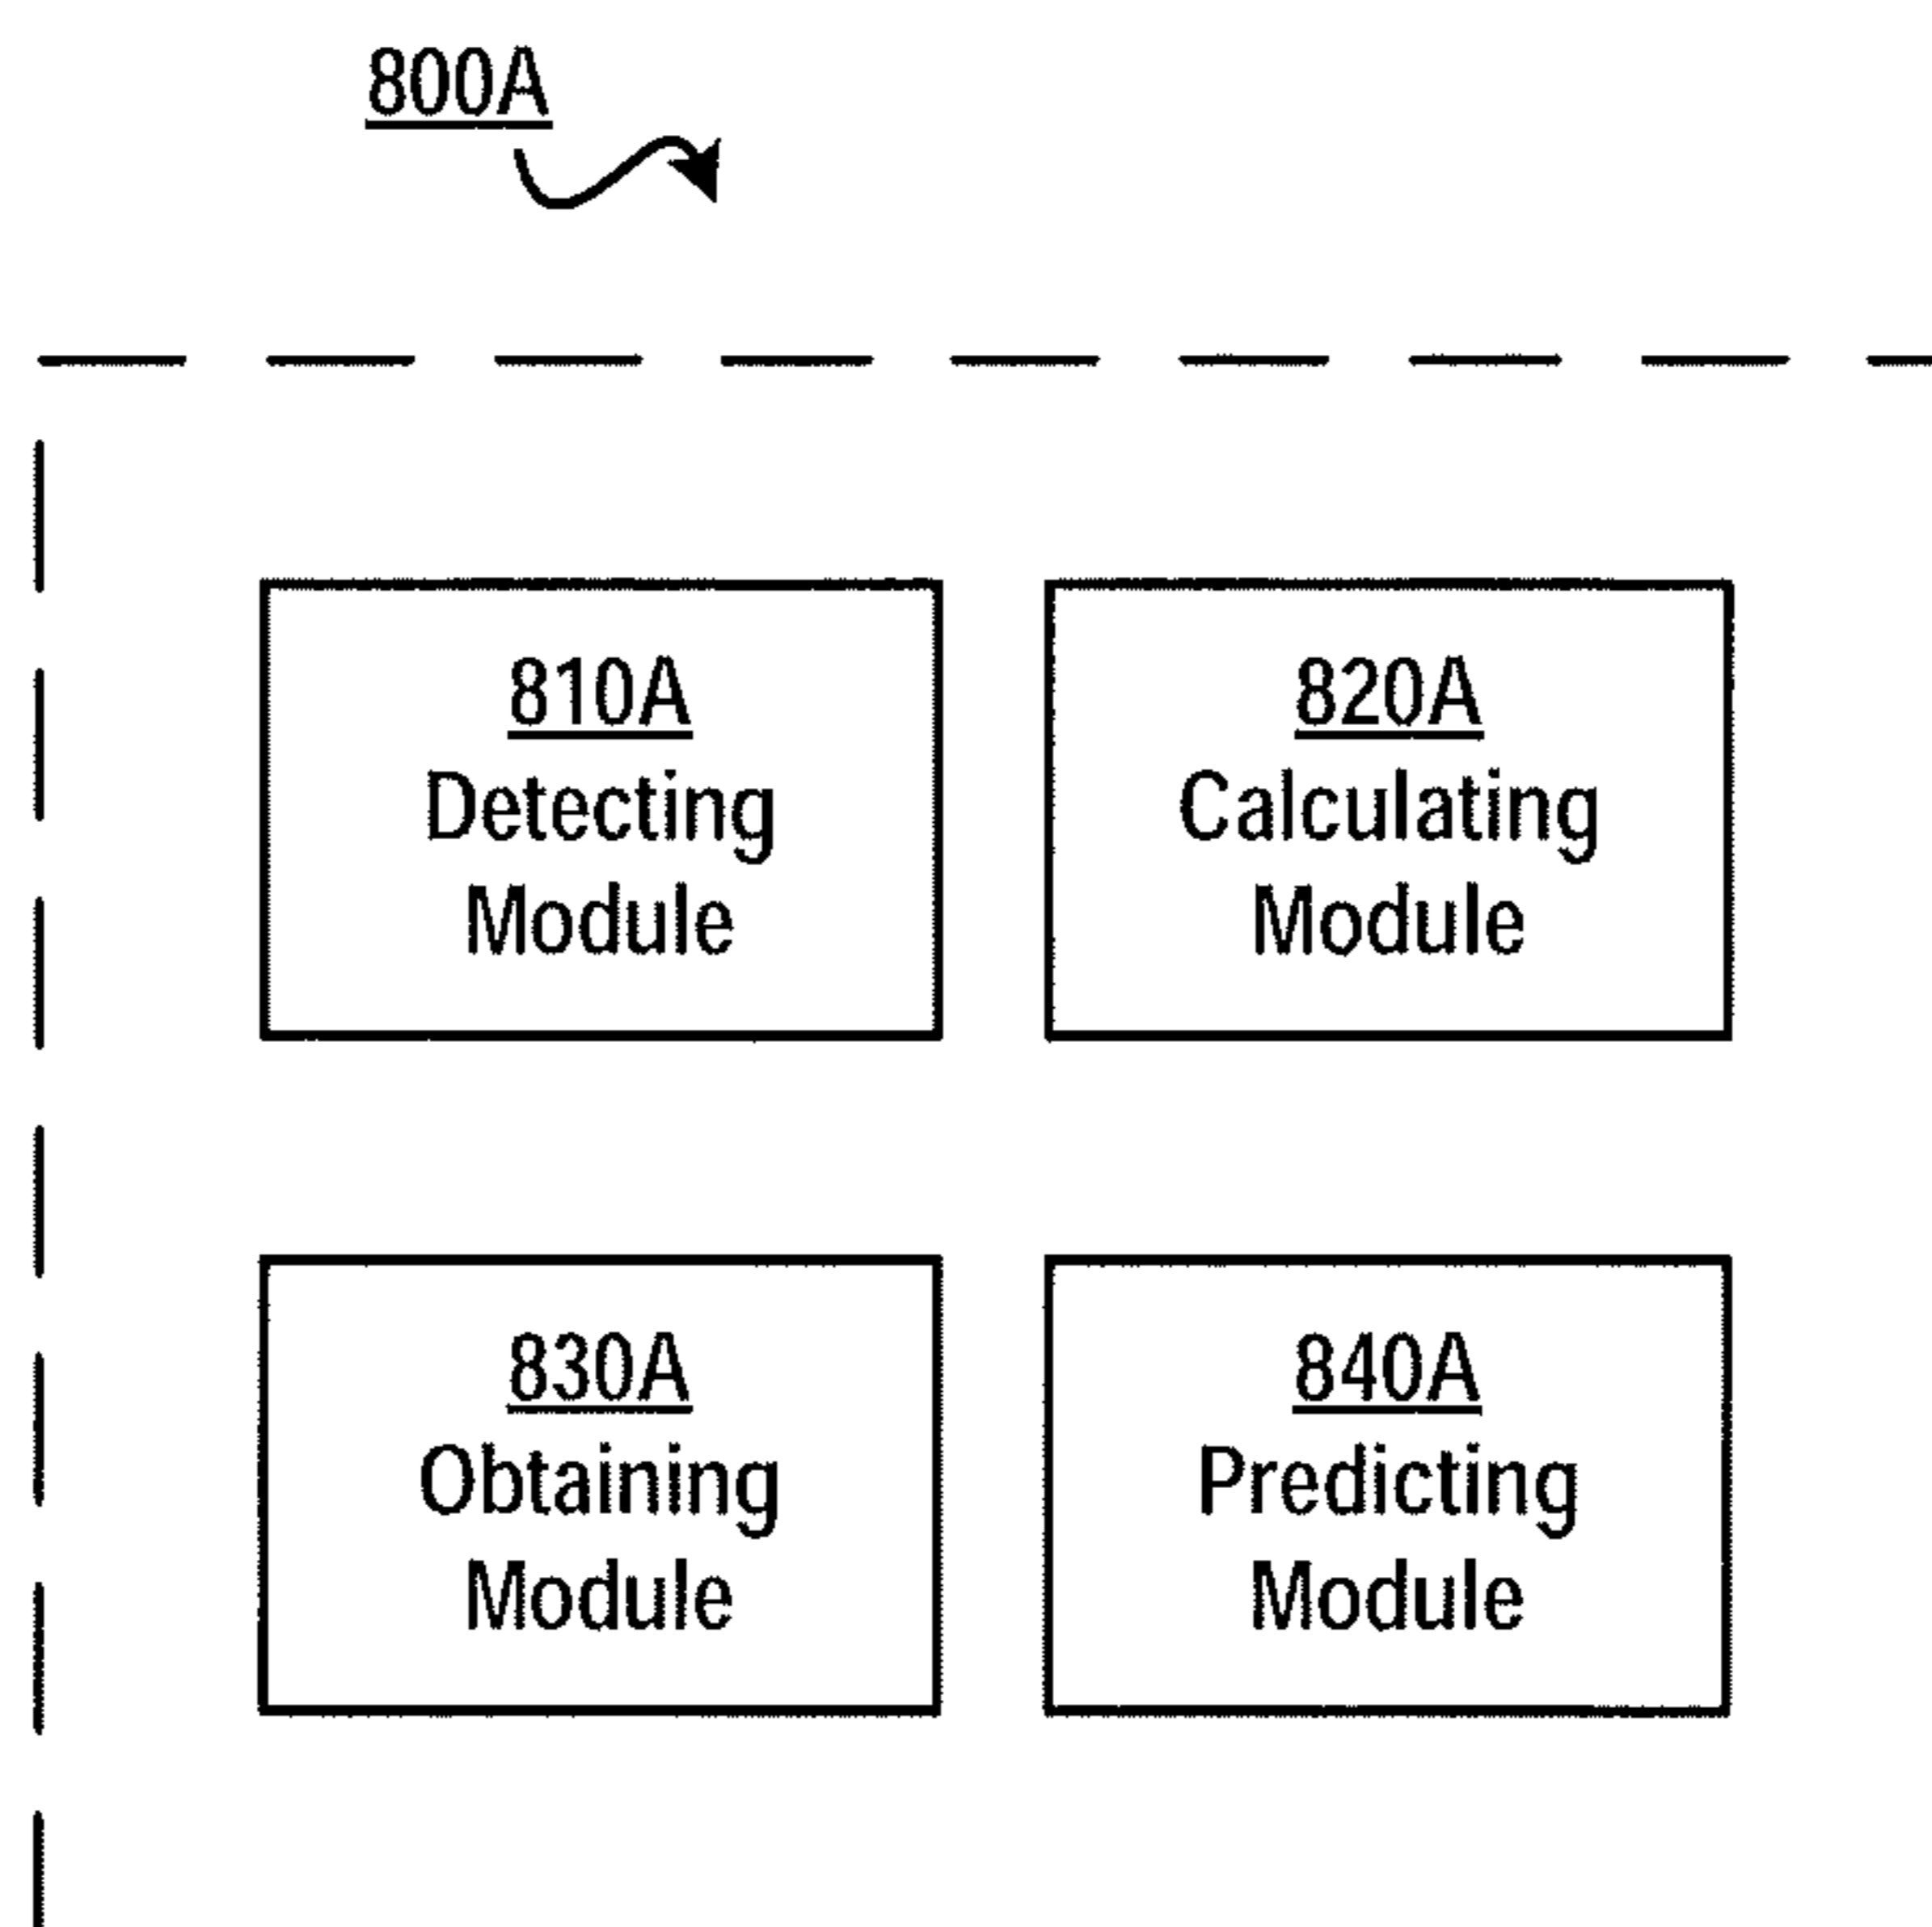 800A
810A
Detecting
Module
820A
Calculating
Module
830A
Obtaining
Module
840A
Predicting
Module